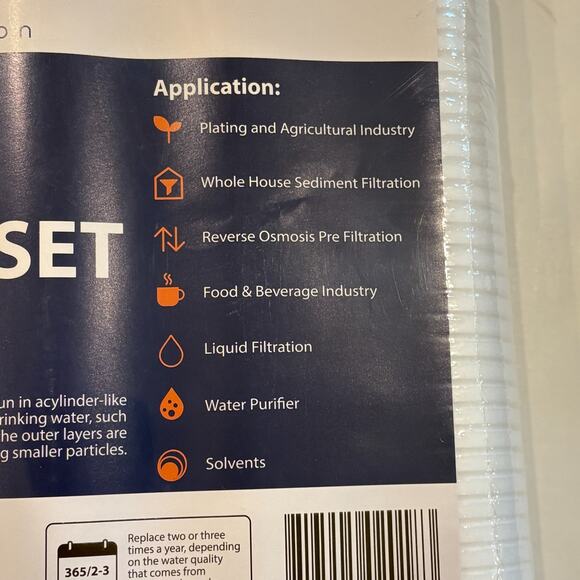 on
Application:
Plating and Agricultural Industry
Whole House Sediment Filtration
SET
Reverse Osmosis Pre Filtration
Food & Beverage Industry
Liquid Filtration
un in acylinder-like
rinking water, such
he outer layers are
g smaller particles.
Water Purifier
Solvents
365/2-3
Replace two or three
times a year, depending
on the water quality
that comes from